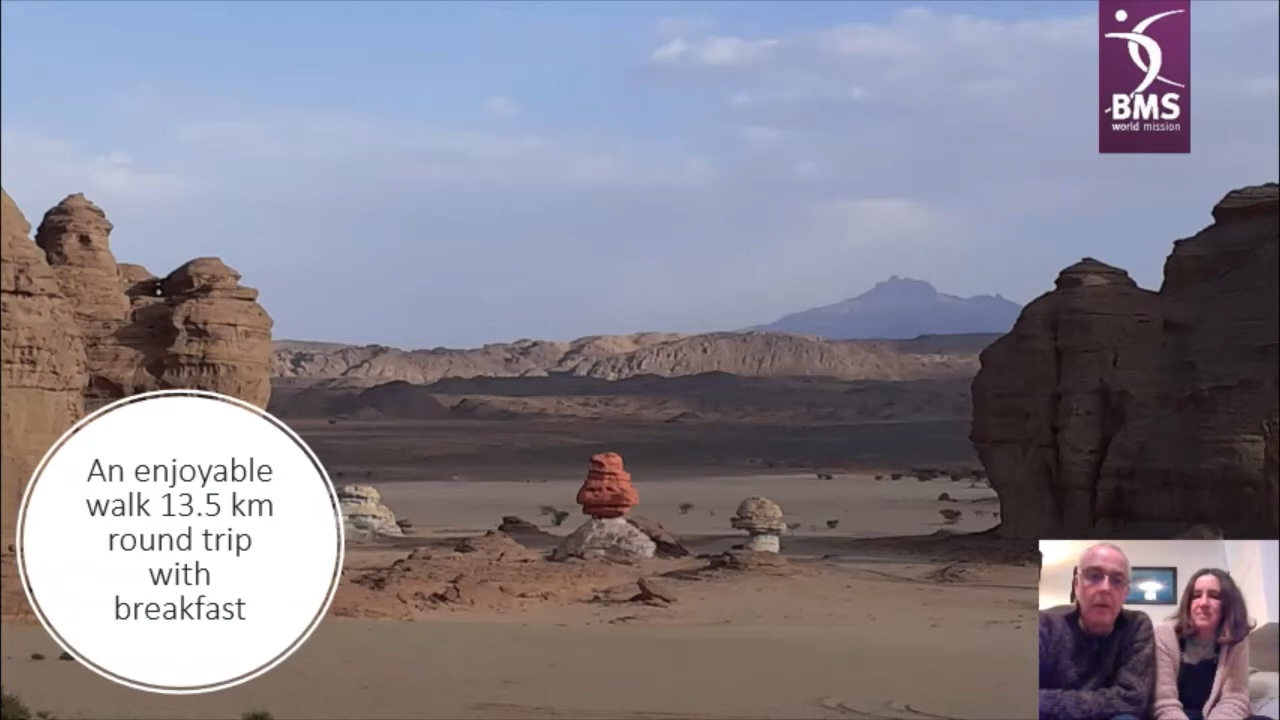 BMS
world mission
An enjoyable
walk 13.5 km
round trip
with
breakfast